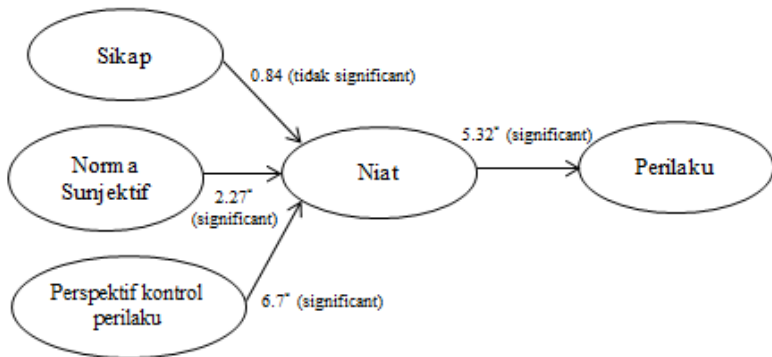 Sikap
0.84 (tidak significant)
5.32* (significant)
Norma
Sunjektif
Niat
Perilaku
2.27*
(significant)
Perspektif kontrol
perilaku
6.7* (significant)